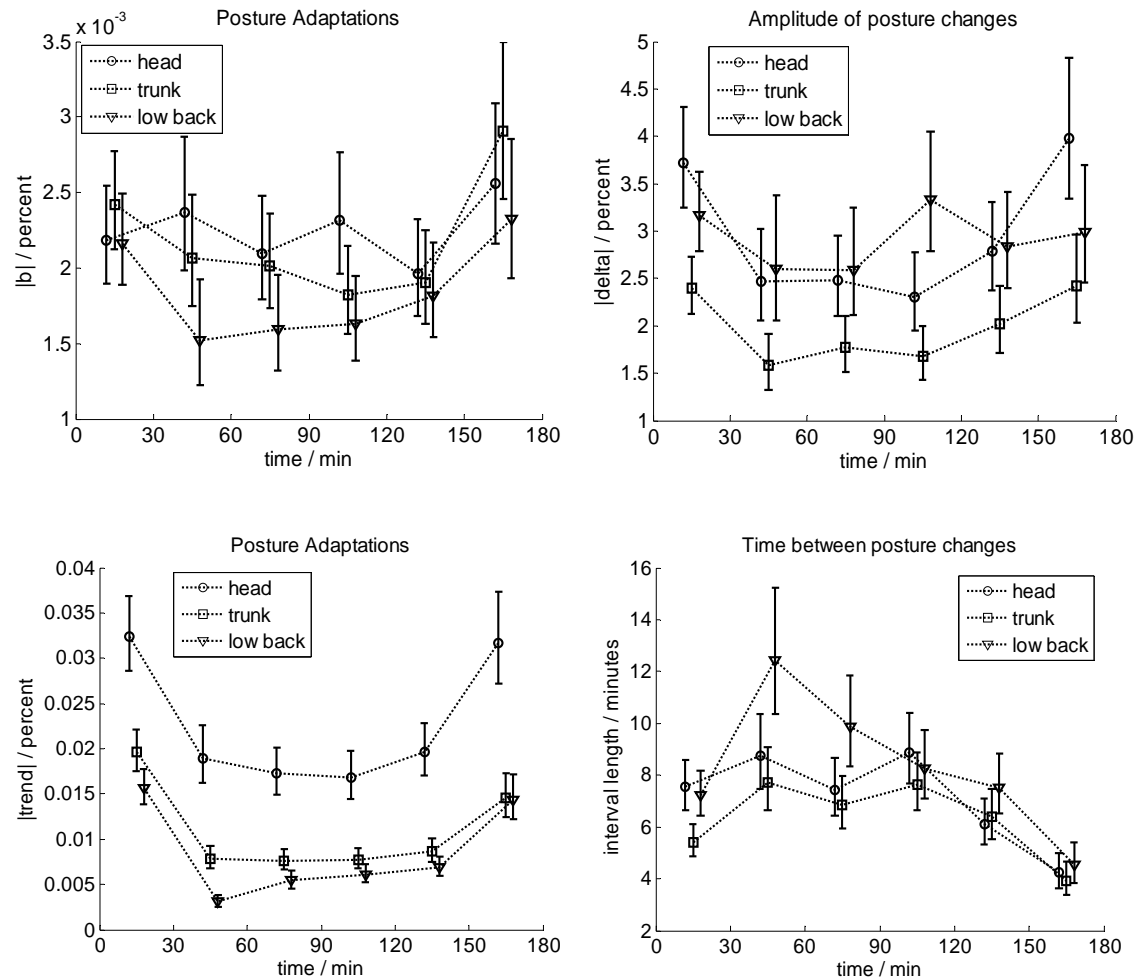 Posture Adaptations
x 10-3
3.5
3
2.5
2
1.5
1
|b| / percent
head
trunk
low back
0 30 60 90 120 150 180
time / min
Amplitude of posture changes
5
4.5
4
3.5
3
2.5
2
1.5
1
|delta| / percent
head
trunk
low back
0 30 60 90 120 150 180
time / min
Posture Adaptations
0.04
0.035
0.03
0.025
0.02
0.015
0.01
0.005
0
|trend| / percent
head
trunk
low back
0 30 60 90 120 150 180
time / min
Time between posture changes
16
14
12
10
8
6
4
2
interval length / minutes
head
trunk
low back
0 30 60 90 120 150 180
time / min